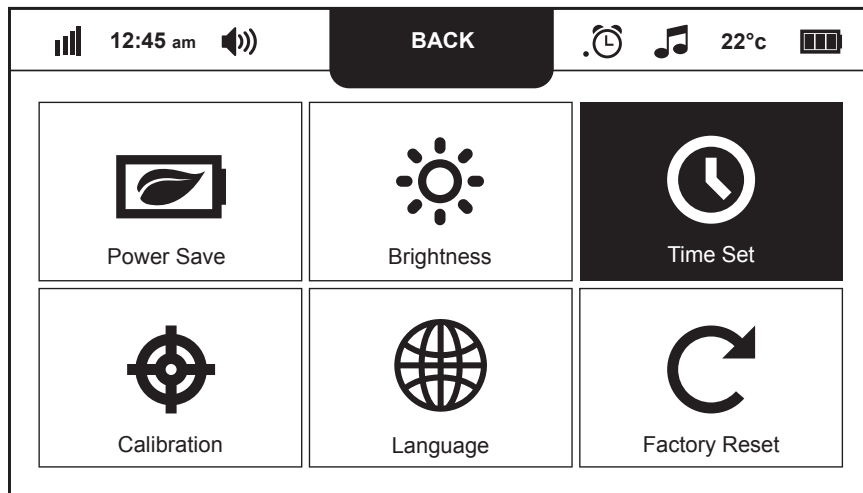 12:45 am BACK 22°c
Power Save Brightness Time Set
Calibration Language Factory Reset